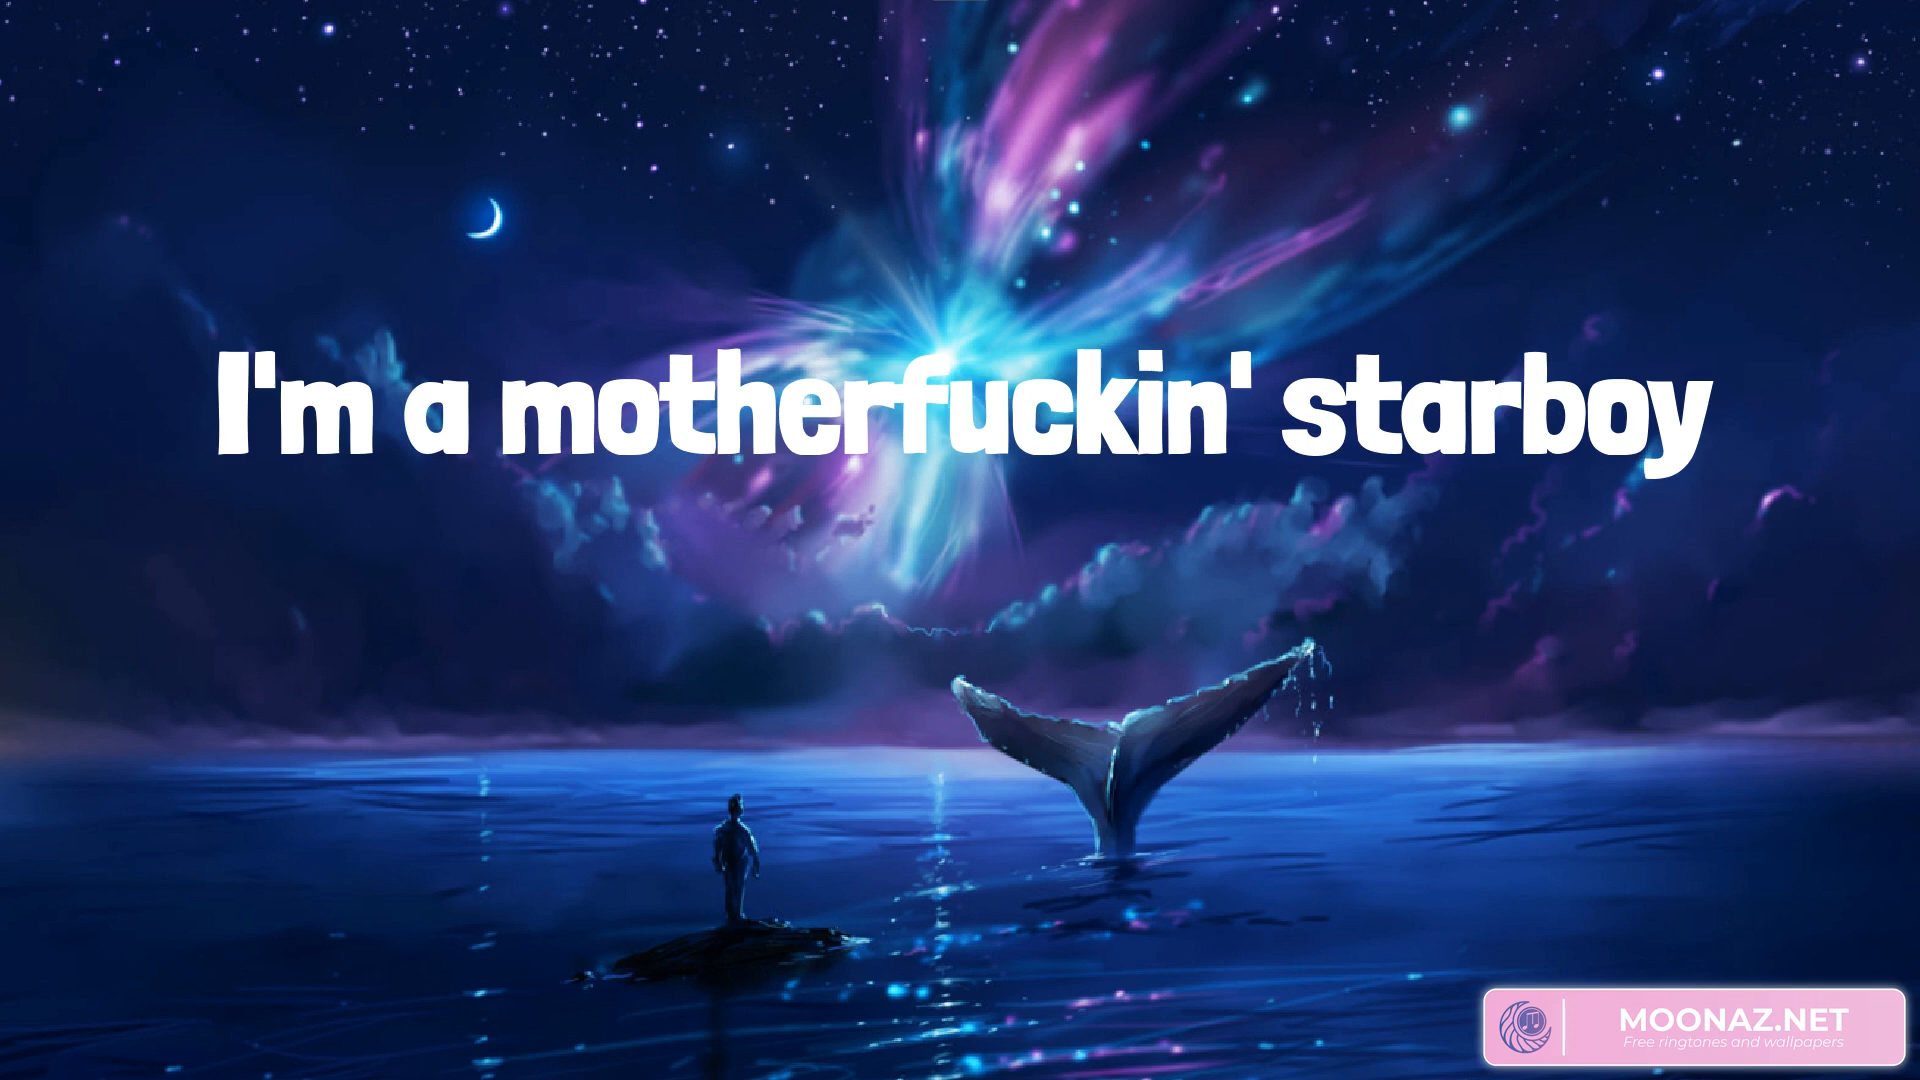 I'm a motherfuckin' starboy
MOONAZ.NET
Free ringtones and wallpapers